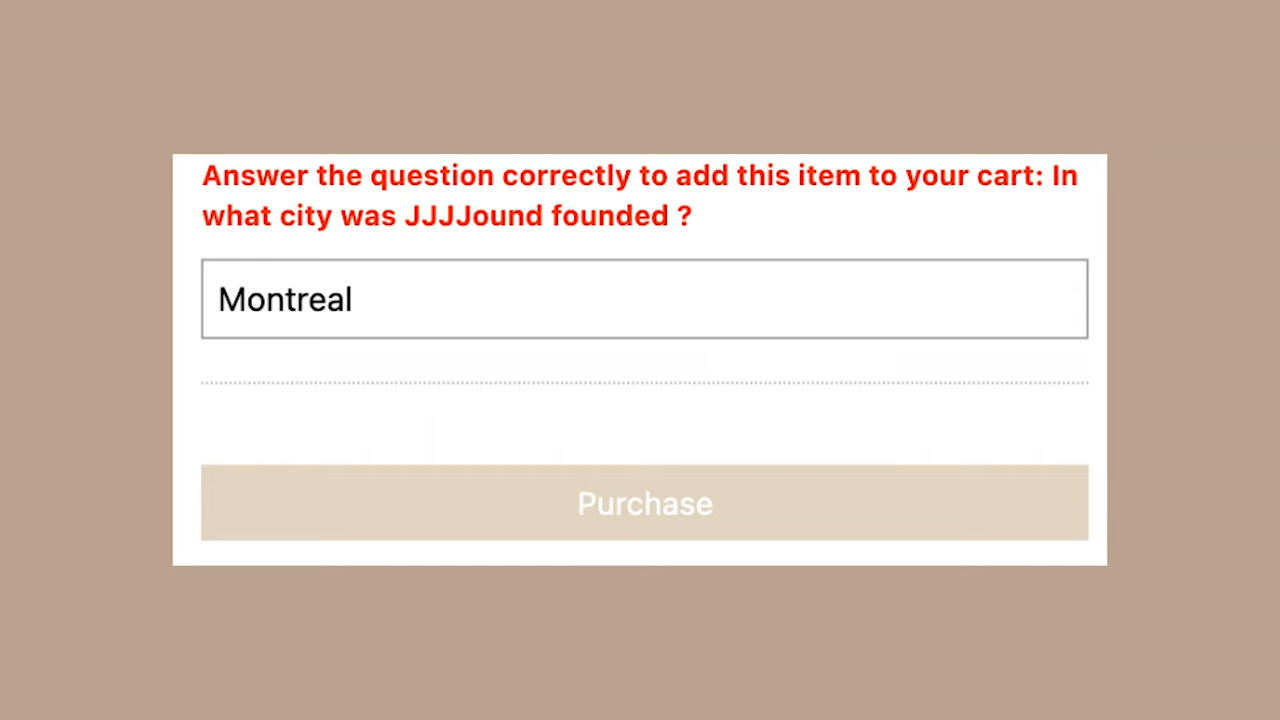 Answer the question correctly to add this item to your cart: In
what city was JJJJound founded ?
Montreal
Purchase